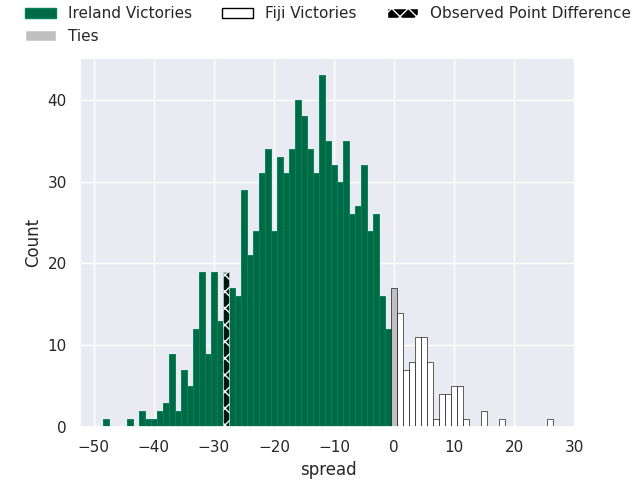 Ireland Victories Fiji Victories Observed Point Difference
Ties
40
30
20
10
0
Count
−50 −40 −30 −20 −10 0 10 20 30
spread